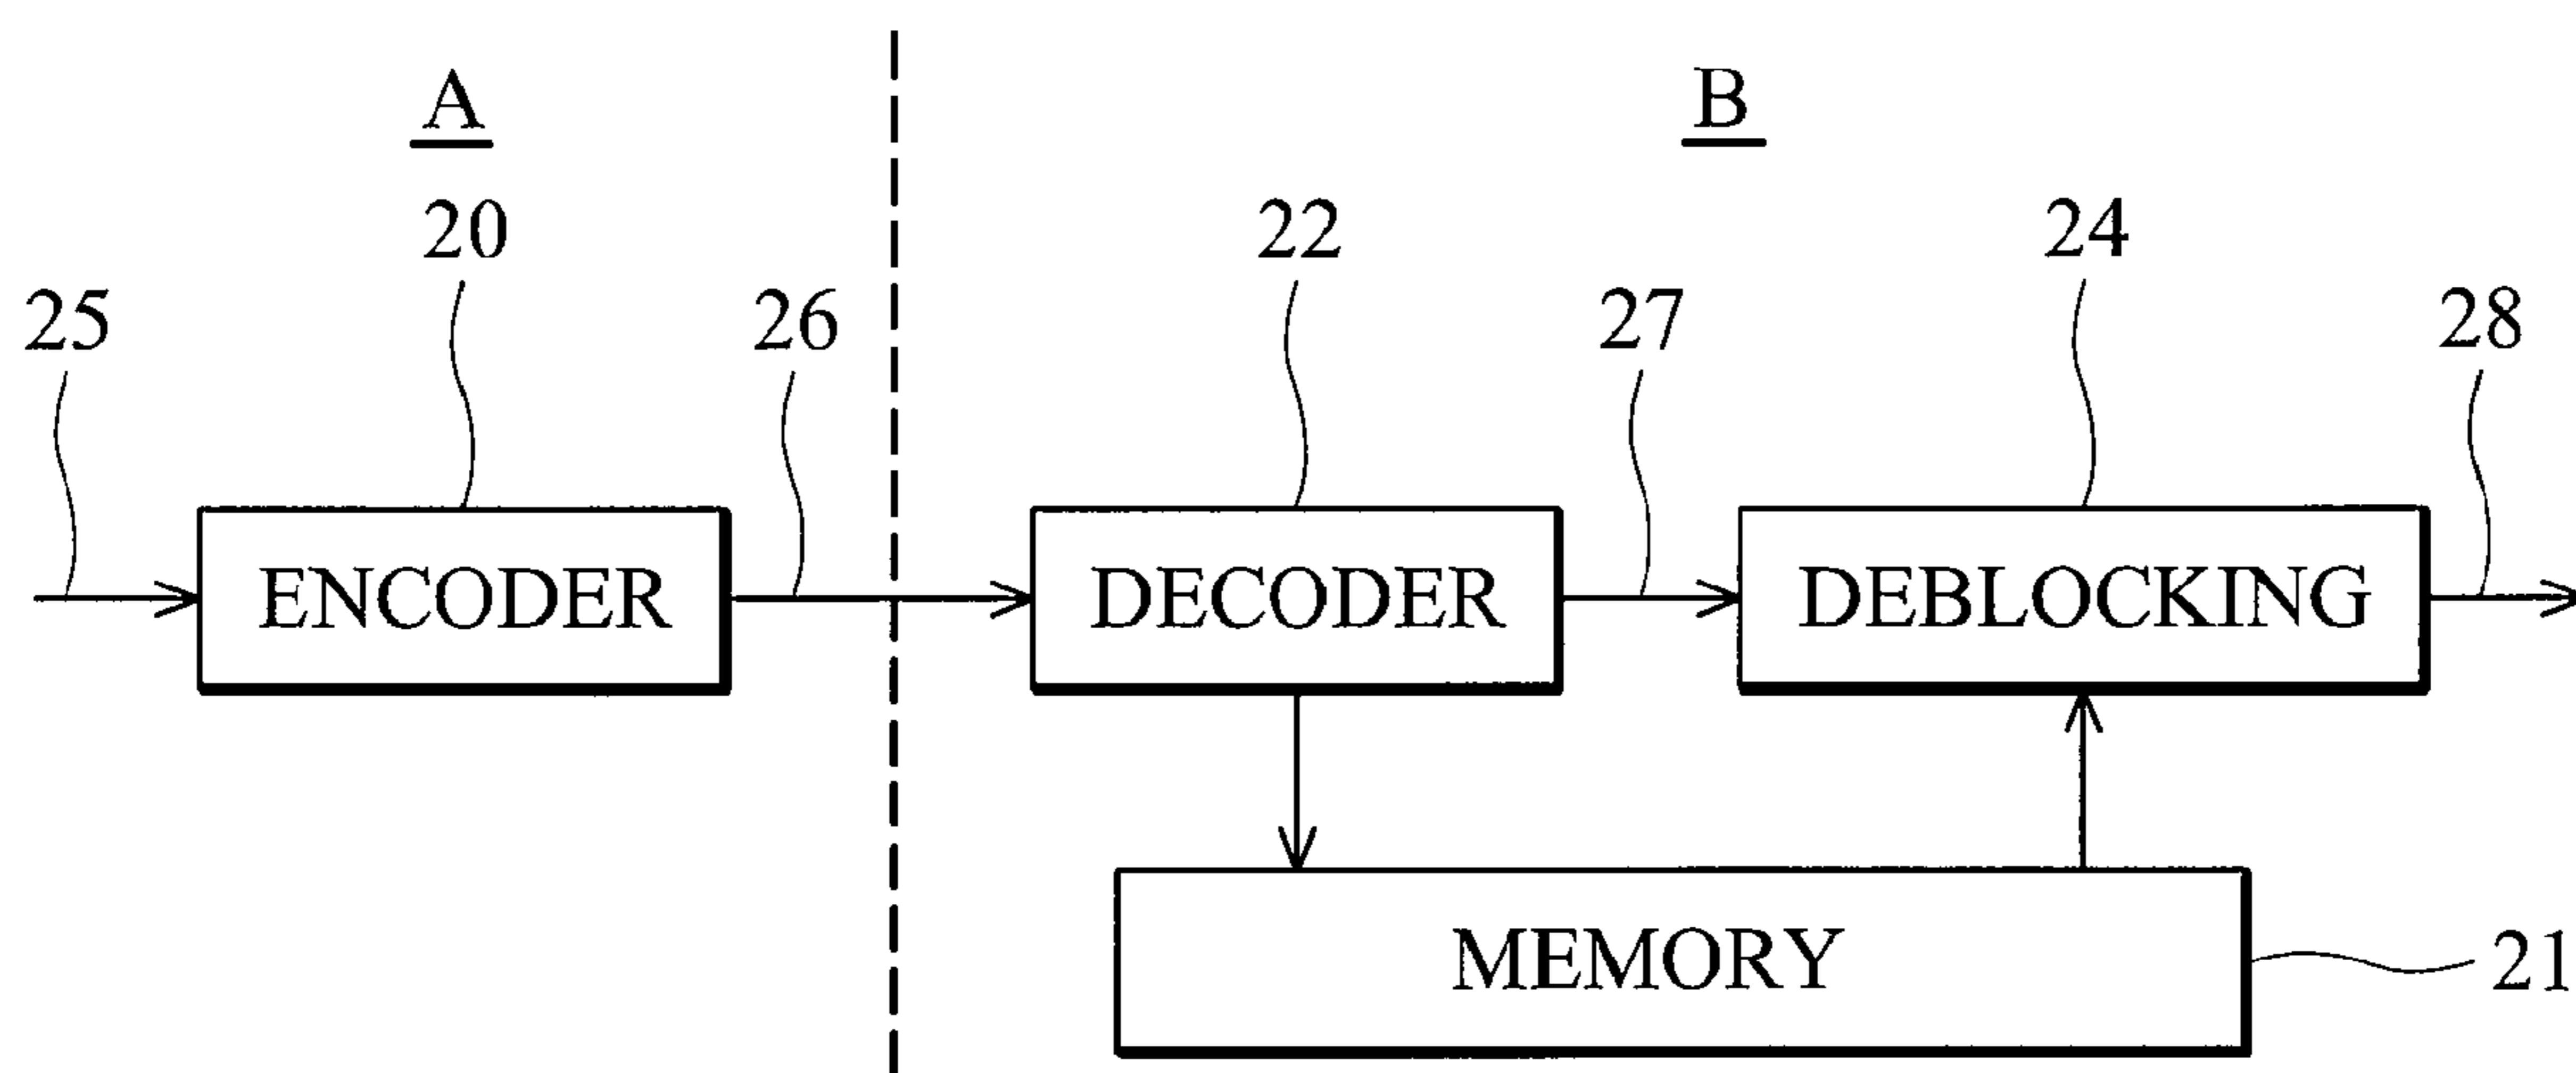 A B
20 22 24
25 26 27 28
ENCODER DECODER DEBLOCKING
MEMORY 21